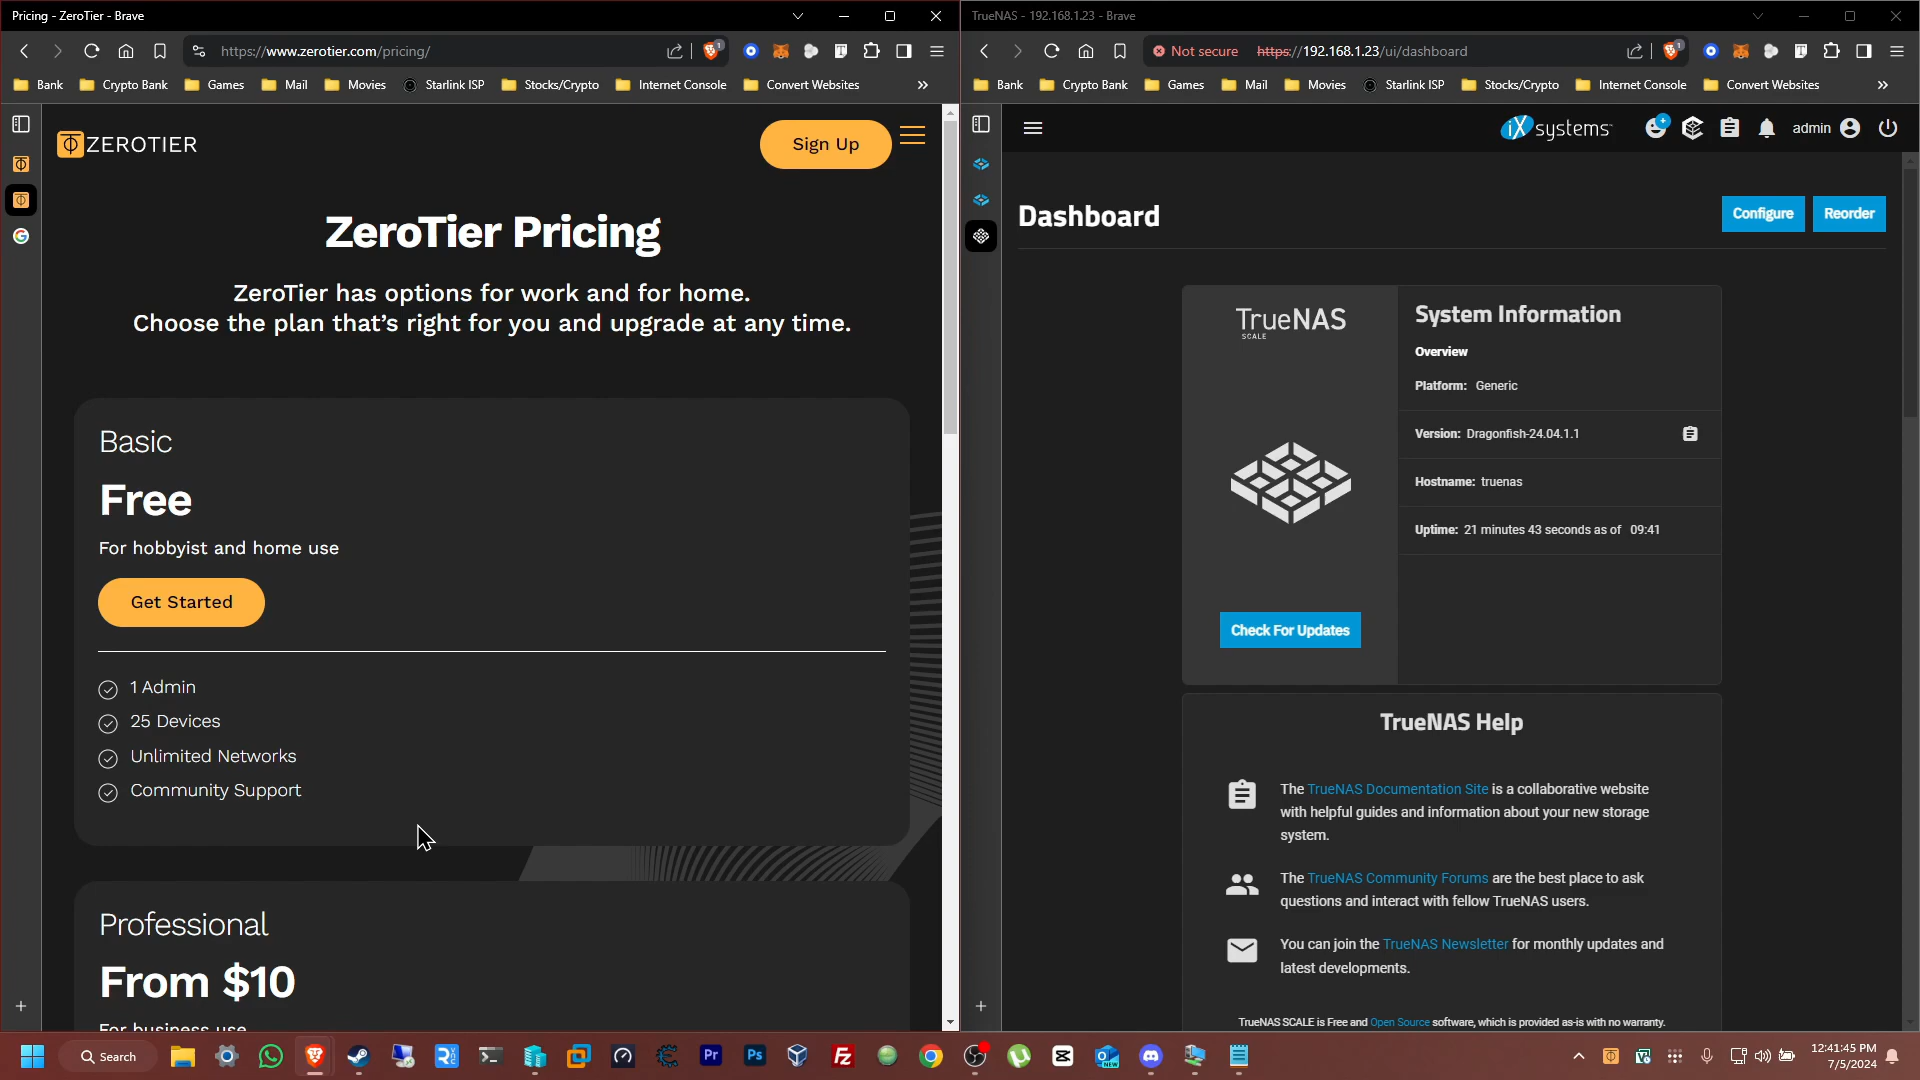 Pricing - ZeroTier - Brave
https://www.zerotier.com/pricing/
1
Bank
Crypto Bank
Games
Mail
Movies
Starlink ISP
Stocks/Crypto
Internet Console
Convert Websites
ZEROTIER
Sign Up
ZeroTier Pricing
ZeroTier has options for work and for home.
Choose the plan that's right for you and upgrade at any time.
Basic
Free
For hobbyist and home use
Get Started
1 Admin
25 Devices
Unlimited Networks
Community Support
Professional
From $10
For business use
TrueNAS - 192.168.1.23 - Brave
Not secure
https://192.168.1.23/ui/dashboard
1
Bank
Crypto Bank
Games
Mail
Movies
Starlink ISP
Stocks/Crypto
Internet Console
Convert Websites
iXsystems
admin
Dashboard
Configure
Reorder
TrueNAS
SCALE
Check For Updates
System Information
Overview
Platform: Generic
Version: Dragonfish-24.04.1.1
Hostname: truenas
Uptime: 21 minutes 43 seconds as of 09:41
TrueNAS Help
The TrueNAS Documentation Site is a collaborative website
with helpful guides and information about your new storage
system.
The TrueNAS Community Forums are the best place to ask
questions and interact with fellow TrueNAS users.
You can join the TrueNAS Newsletter for monthly updates and
latest developments.
TrueNAS SCALE is Free and Open Source software, which is provided as-is with no warranty.
Search
Pr
Ps
NEW
12:41:45 PM
7/5/2024